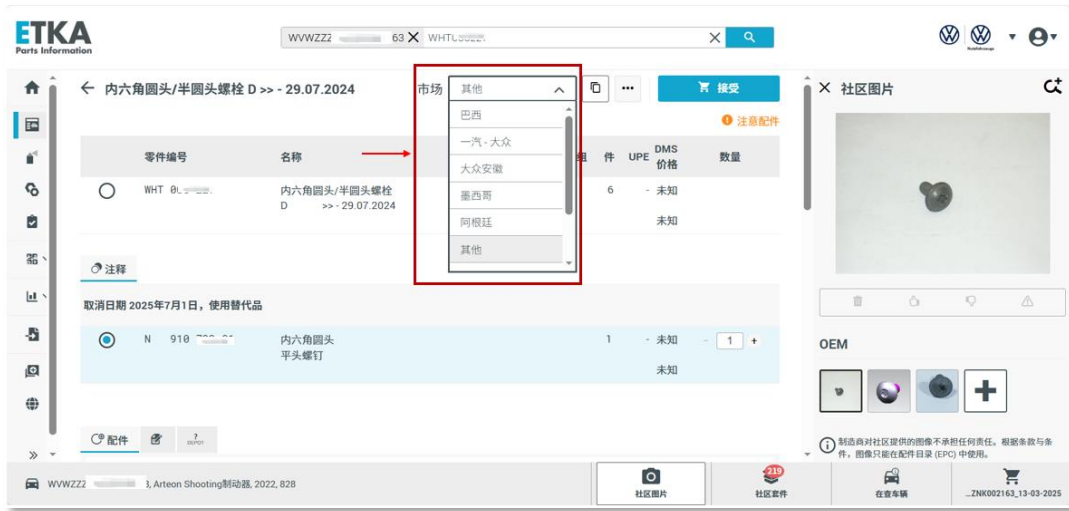 ETKA
Parts Information
WVWZZZ 63
市场 其他
内六角圆头/半圆头螺栓 D >> - 29.07.2024
接受
注意配件
社区图片
巴西
一汽 - 大众
大众安徽
墨西哥
阿根廷
其他
零件编号 名称 组 件 UPE DMS 价格 数量
WHT 内六角圆头/半圆头螺栓 6 - 未知
D >> - 29.07.2024 未知
注释
取消日期 2025年7月1日，使用替代品
N 910 内六角圆头 1 - 未知 - 1 +
平头螺钉 未知
OEM
配件
制造商对社区提供的图像不承担任何责任。根据条款与条
件，图像只能在配件目录 (EPC) 中使用。
WVWZZZ , Arteon Shooting制动器, 2022, 828
社区图片
219
社区套件
在查车辆
..ZNK002163_13-03-2025